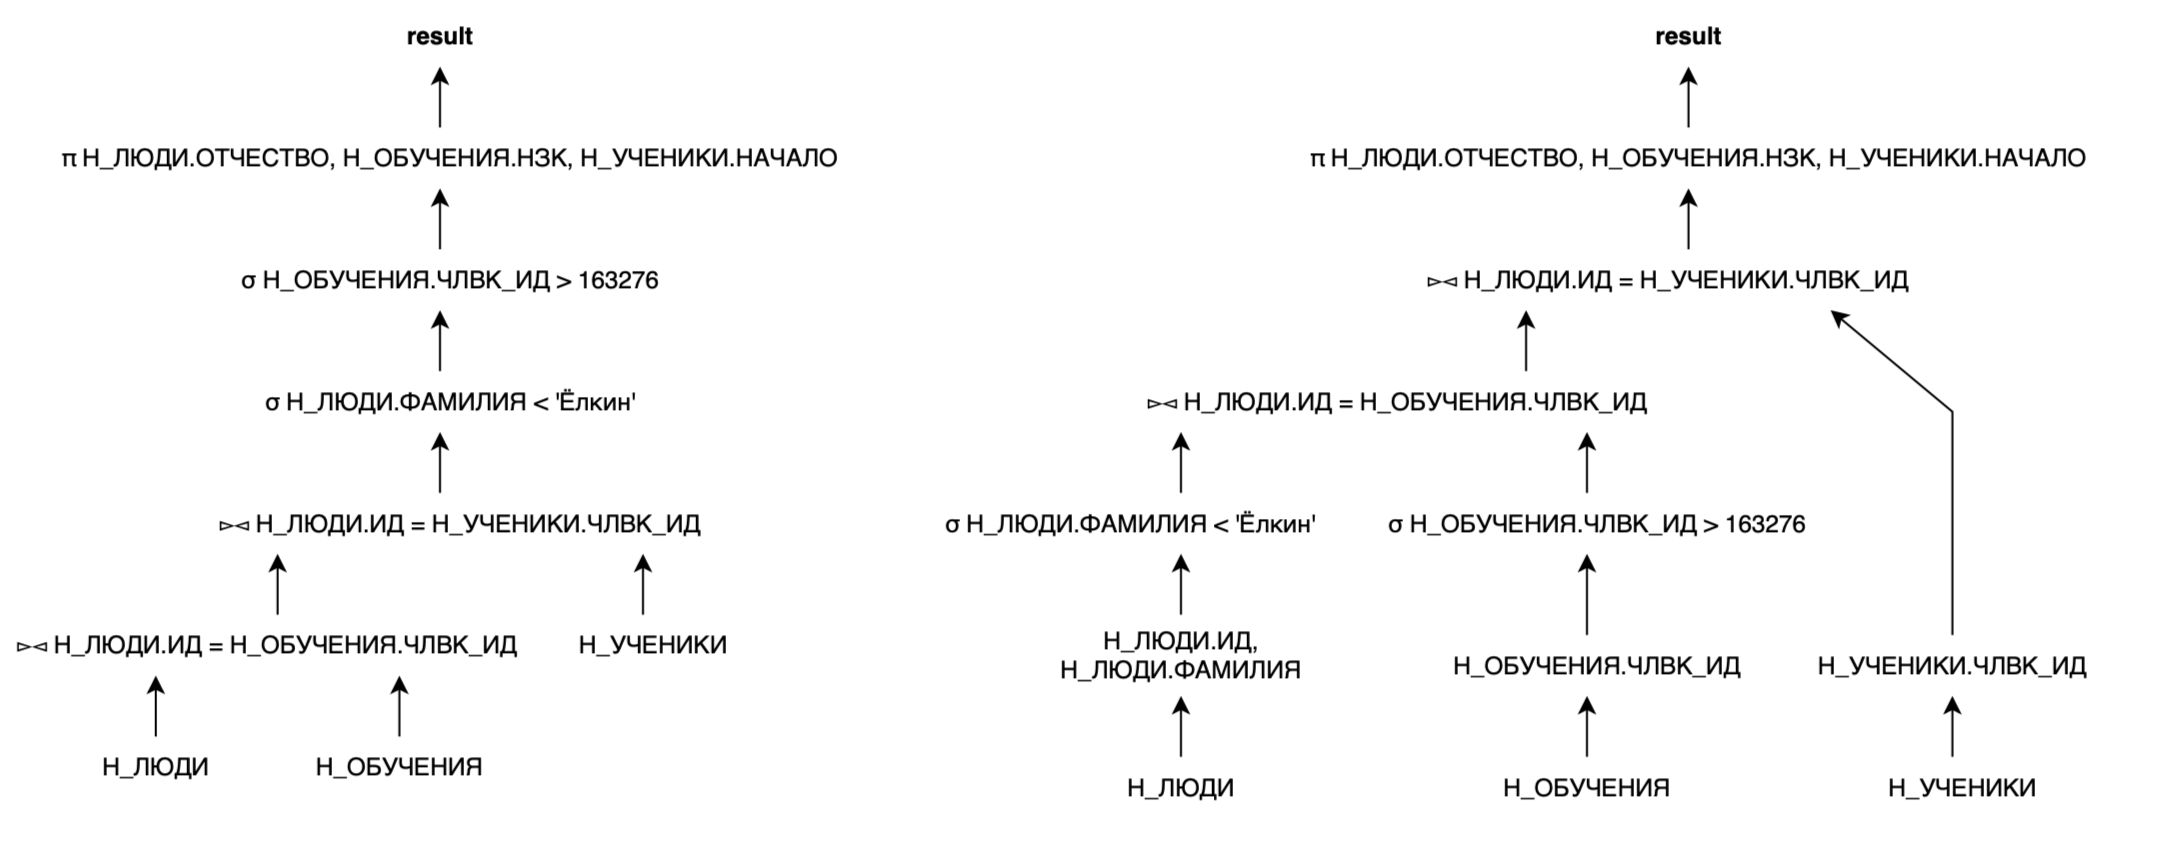 result
π Н_ЛЮДИ.ОТЧЕСТВО, Н_ОБУЧЕНИЯ.НЗК, Н_УЧЕНИКИ.НАЧАЛО
σ Н_ОБУЧЕНИЯ.ЧЛВК_ИД > 163276
σ Н_ЛЮДИ.ФАМИЛИЯ < 'Ёлкин'
▻◅ Н_ЛЮДИ.ИД = Н_УЧЕНИКИ.ЧЛВК_ИД
▻◅ Н_ЛЮДИ.ИД = Н_ОБУЧЕНИЯ.ЧЛВК_ИД
Н_УЧЕНИКИ
Н_ЛЮДИ
Н_ОБУЧЕНИЯ
result
π Н_ЛЮДИ.ОТЧЕСТВО, Н_ОБУЧЕНИЯ.НЗК, Н_УЧЕНИКИ.НАЧАЛО
▻◅ Н_ЛЮДИ.ИД = Н_УЧЕНИКИ.ЧЛВК_ИД
▻◅ Н_ЛЮДИ.ИД = Н_ОБУЧЕНИЯ.ЧЛВК_ИД
σ Н_ЛЮДИ.ФАМИЛИЯ < 'Ёлкин'
σ Н_ОБУЧЕНИЯ.ЧЛВК_ИД > 163276
Н_ЛЮДИ.ИД,
Н_ЛЮДИ.ФАМИЛИЯ
Н_ОБУЧЕНИЯ.ЧЛВК_ИД
Н_УЧЕНИКИ.ЧЛВК_ИД
Н_ЛЮДИ
Н_ОБУЧЕНИЯ
Н_УЧЕНИКИ